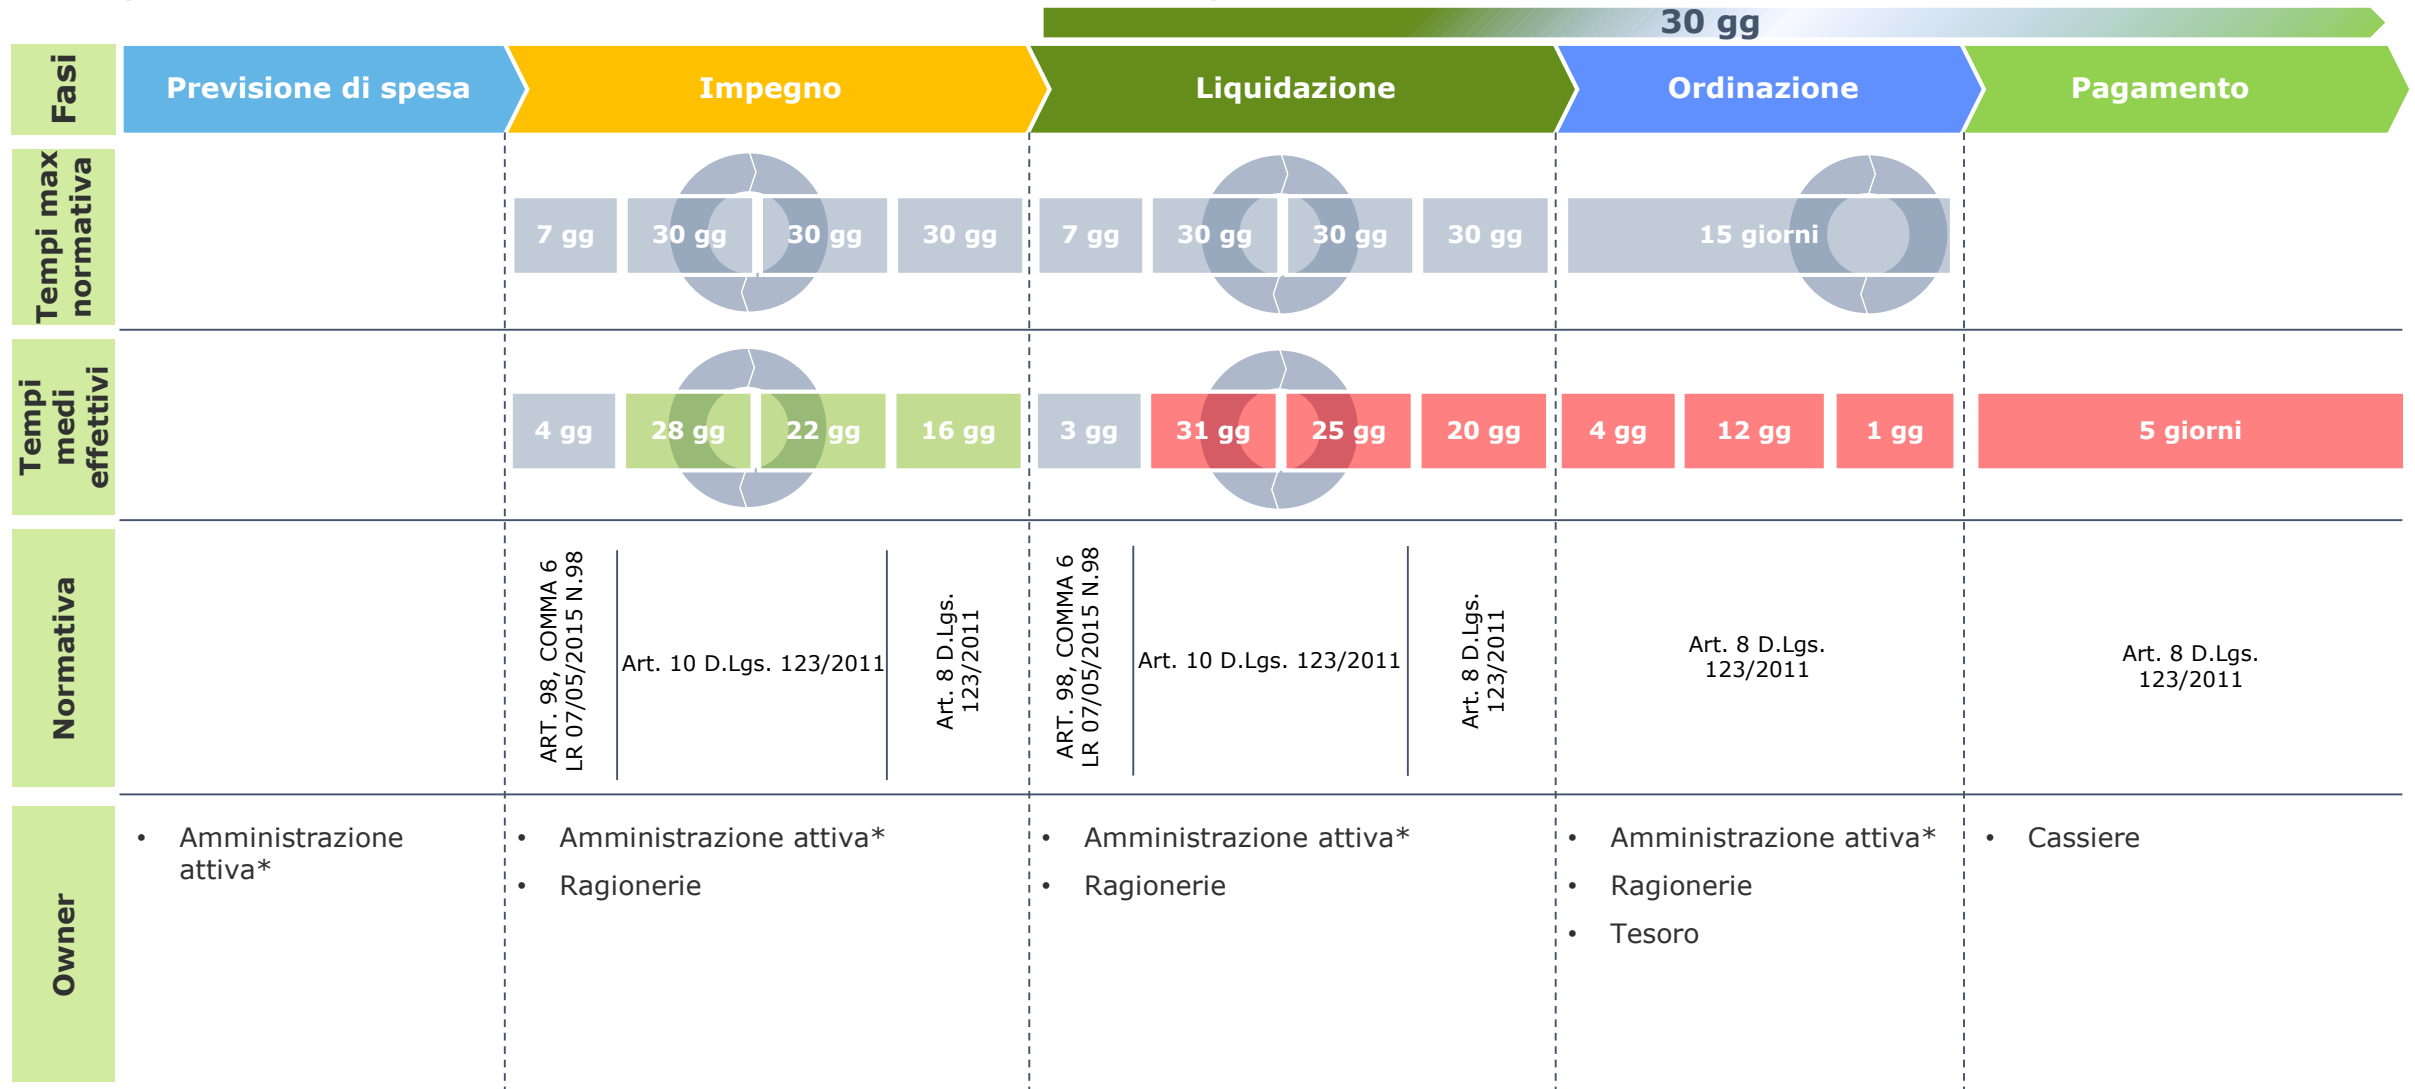 30 gg
Fasi
Previsione di spesa
Impegno
Liquidazione
Ordinazione
Pagamento
Tempi max
normativa
7 gg
30 gg
30 gg
30 gg
7 gg
30 gg
30 gg
30 gg
15 giorni
Tempi
medi
effettivi
4 gg
28 gg
22 gg
16 gg
3 gg
31 gg
25 gg
20 gg
4 gg
12 gg
1 gg
5 giorni
Normativa
ART. 98, COMMA 6
LR 07/05/2015 N.98
Art. 10 D.Lgs. 123/2011
Art. 8 D.Lgs.
123/2011
ART. 98, COMMA 6
LR 07/05/2015 N.98
Art. 10 D.Lgs. 123/2011
Art. 8 D.Lgs.
123/2011
Art. 8 D.Lgs.
123/2011
Art. 8 D.Lgs.
123/2011
Owner
• Amministrazione
attiva*
• Amministrazione attiva*
• Ragionerie
• Amministrazione attiva*
• Ragionerie
• Amministrazione attiva*
• Ragionerie
• Tesoro
• Cassiere